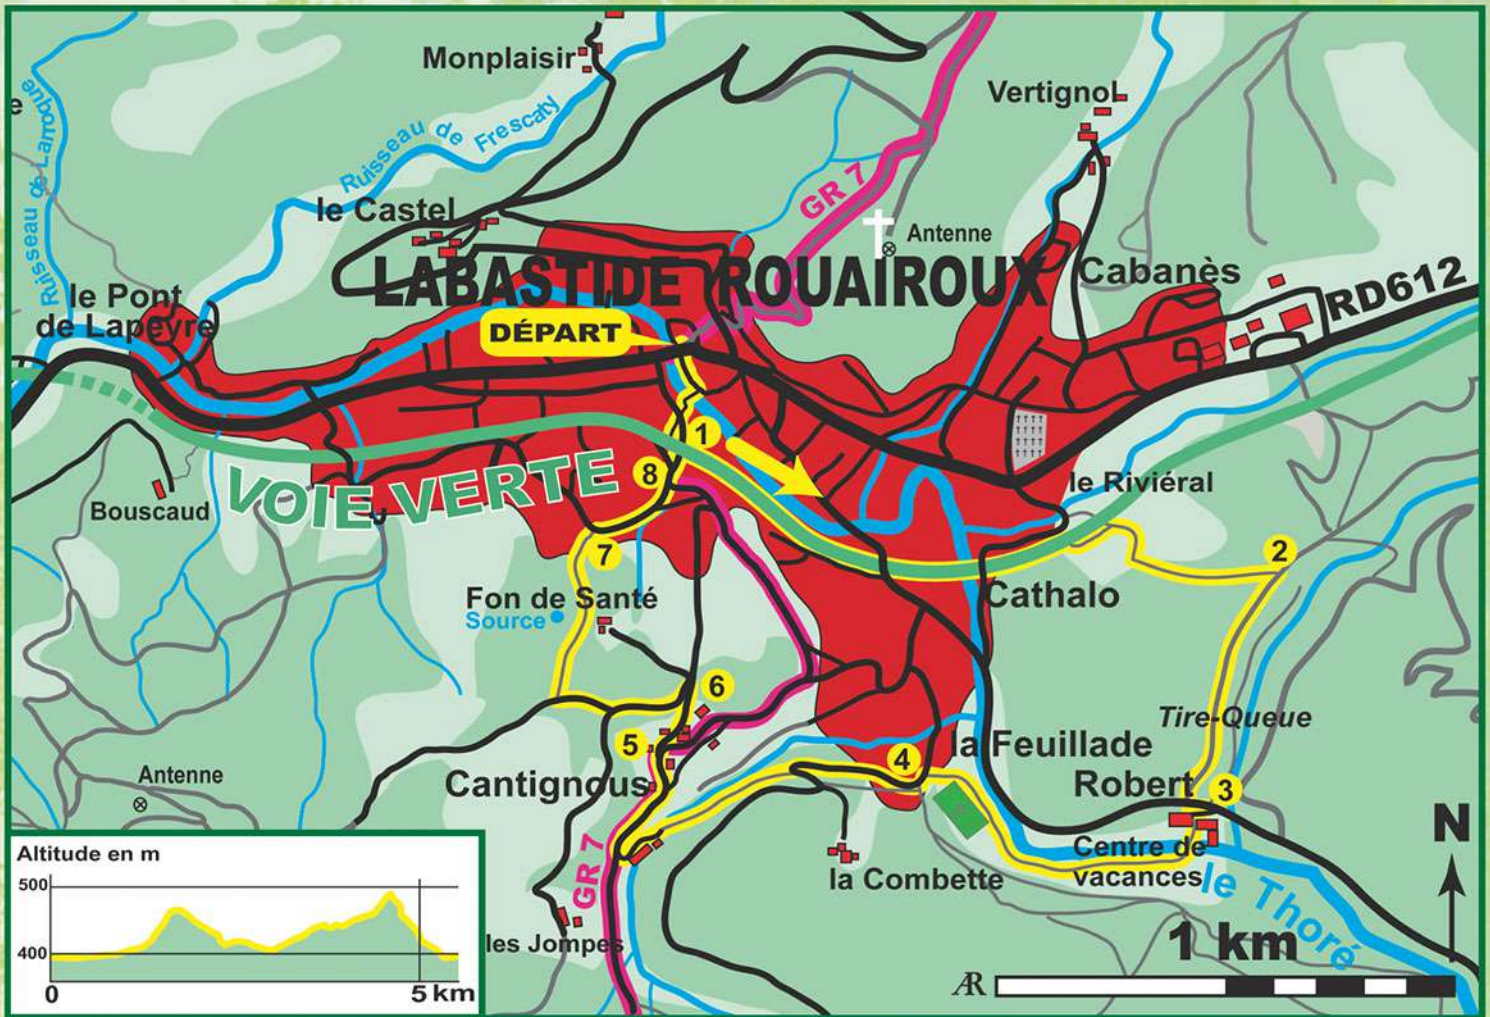 Monplaisir
Vertignol
e
Ruisseau de Larroque
Ruisseau de Frescaty
GR 7
le Castel
Antenne
LABASTIDE ROUAIROUX
Cabanès
RD612
le Pont
de Lapeyre
DÉPART
1
8
VOIE VERTE
le Riviéral
Bouscaud
7
2
Fon de Santé
Source
Cathalo
6
Tire-Queue
5
4
la Feuillade
Antenne
Cantignous
Robert
3
N
Centre de
vacances
GR 7
la Combette
le Thoré
les Jompes
1 km
AR
Altitude en m
500
400
0
5 km